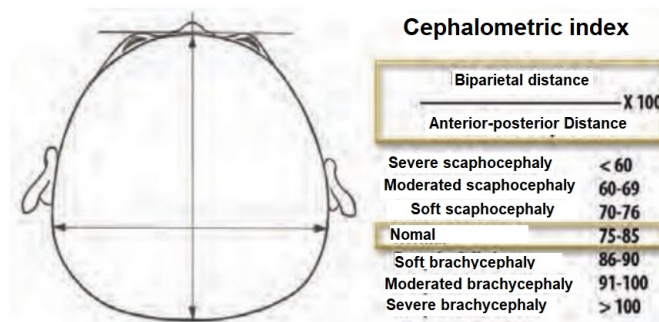 Cephalometric index
Biparietal distance
X 100
Anterior-posterior Distance
Severe scaphocephaly < 60
Moderated scaphocephaly 60-69
Soft scaphocephaly 70-76
Nomal 75-85
Soft brachycephaly 86-90
Moderated brachycephaly 91-100
Severe brachycephaly > 100